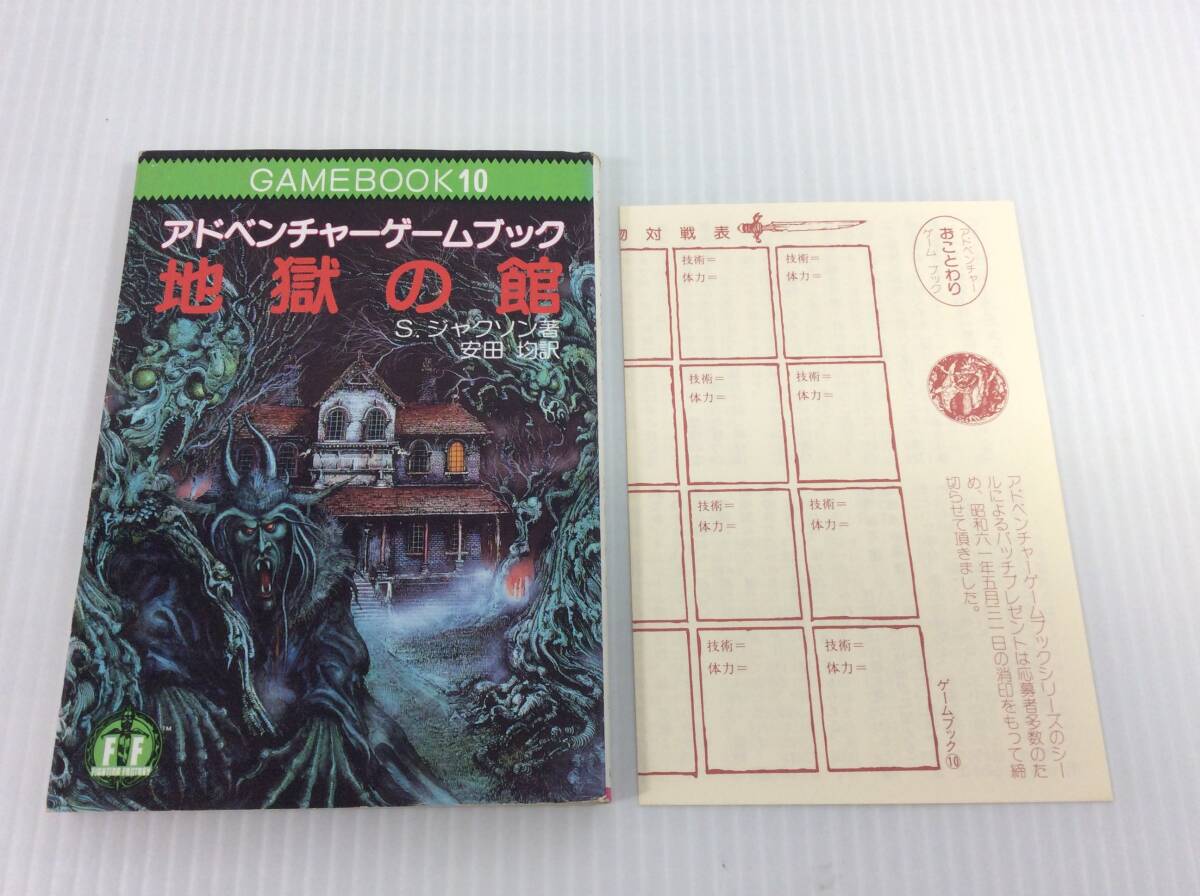 GAMEBOOK10
アドベンチャーゲームブック
地獄の館
S.ジャクソン著
安田 均訳
FF
FIGHTING FANTASY
TM
物対戦表
技術=
体力=
技術=
体力=
技術=
体力=
技術=
体力=
技術=
体力=
技術=
体力=
技術=
体力=
技術=
体力=
アドベンチャー
おことわり
ゲームブック
アドベンチャーゲームブックシリーズのシー
ルによるバッヂプレゼントは応募者多数のた
め、昭和六一年五月三一日の消印をもって締
切らせて頂きました。
ゲームブック⑩